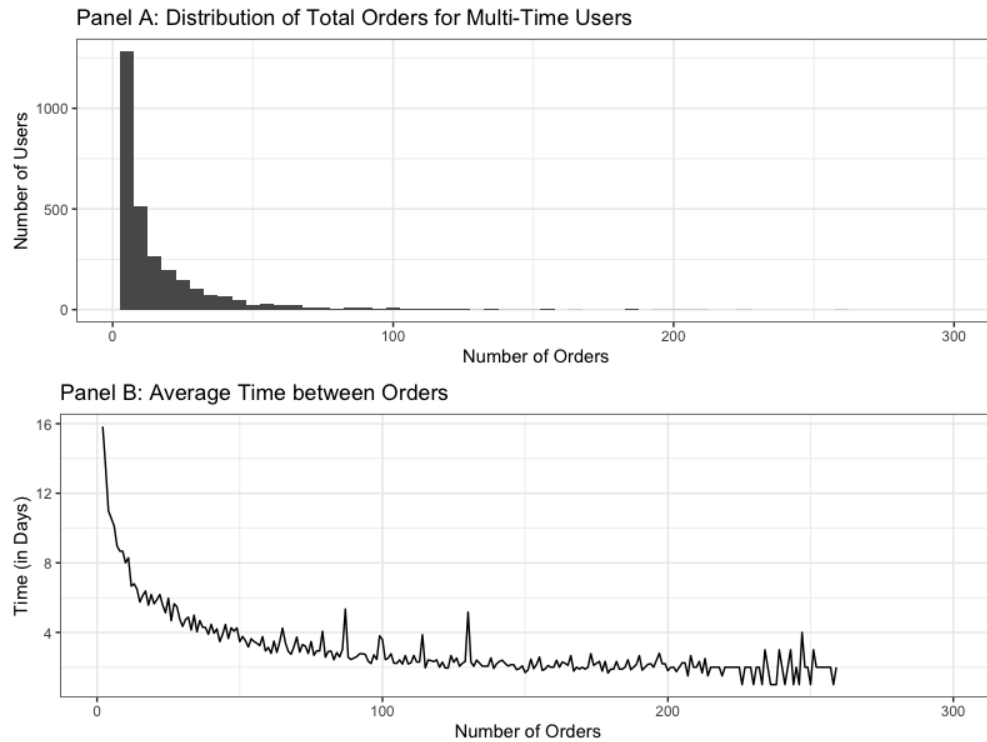 Panel A: Distribution of Total Orders for Multi-Time Users
Number of Users
1000
500
0
0
100
200
300
Number of Orders
Panel B: Average Time between Orders
Time (in Days)
16
12
8
4
0
100
200
300
Number of Orders